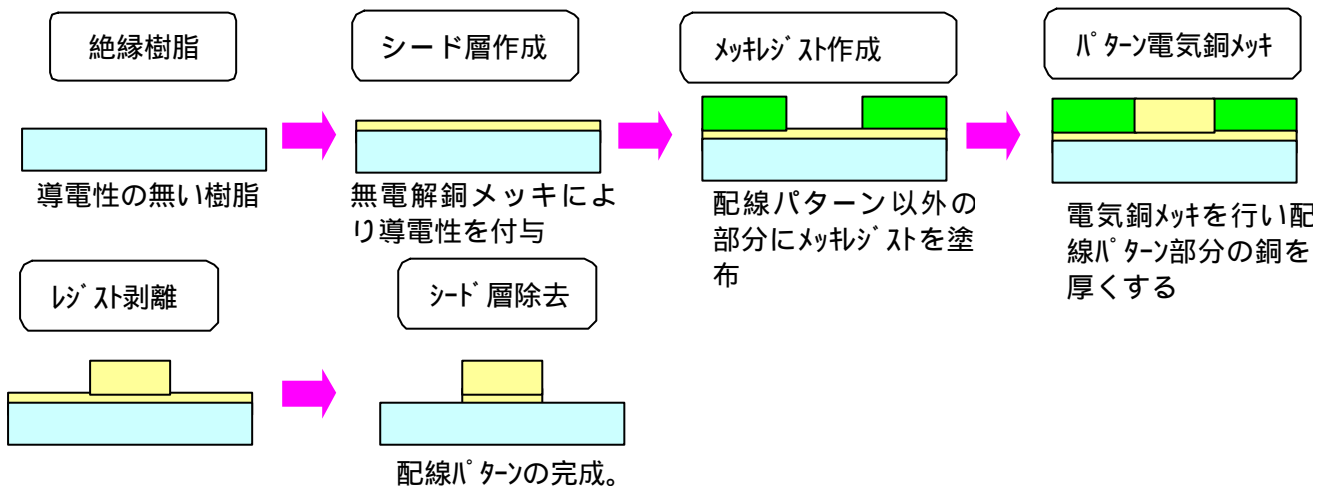 絶縁樹脂
シード層作成
ﾒｯｷﾚｼﾞｽﾄ作成
ﾊﾟﾀｰﾝ電気銅ﾒｯｷ
導電性の無い樹脂
無電解銅メッキによ
り導電性を付与
配線パターン以外の
部分にﾒｯｷﾚｼﾞｽﾄを塗
布
電気銅ﾒｯｷを行い配
線ﾊﾟﾀｰﾝ部分の銅を
厚くする
ﾚｼﾞｽﾄ剥離
ｼｰﾄﾞ層除去
配線ﾊﾟﾀｰﾝの完成。